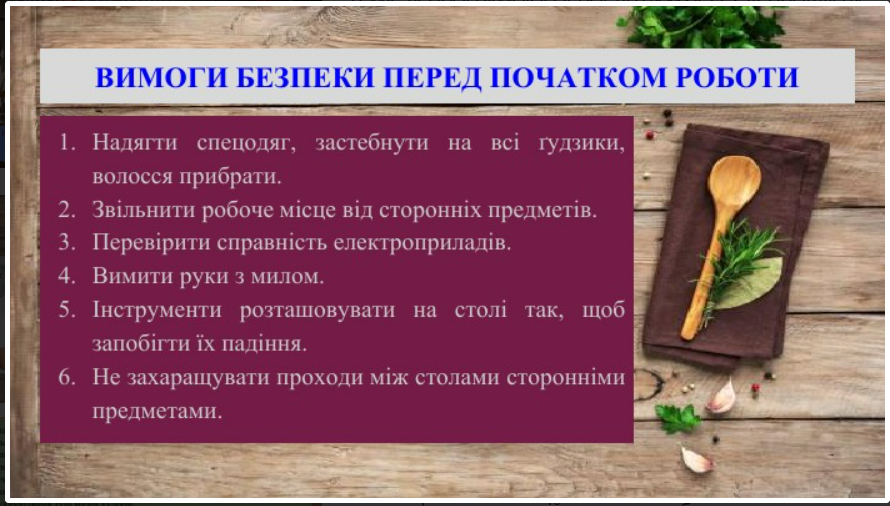 ВИМОГИ БЕЗПЕКИ ПЕРЕД ПОЧАТКОМ РОБОТИ
1. Надягти спецодяг, застебнути на всі ґудзики,
волосся прибрати.
2. Звільнити робоче місце від сторонніх предметів.
3. Перевірити справність електроприладів.
4. Вимити руки з милом.
5. Інструменти розташовувати на столі так, щоб
запобігти їх падіння.
6. Не захаращувати проходи між столами сторонніми
предметами.